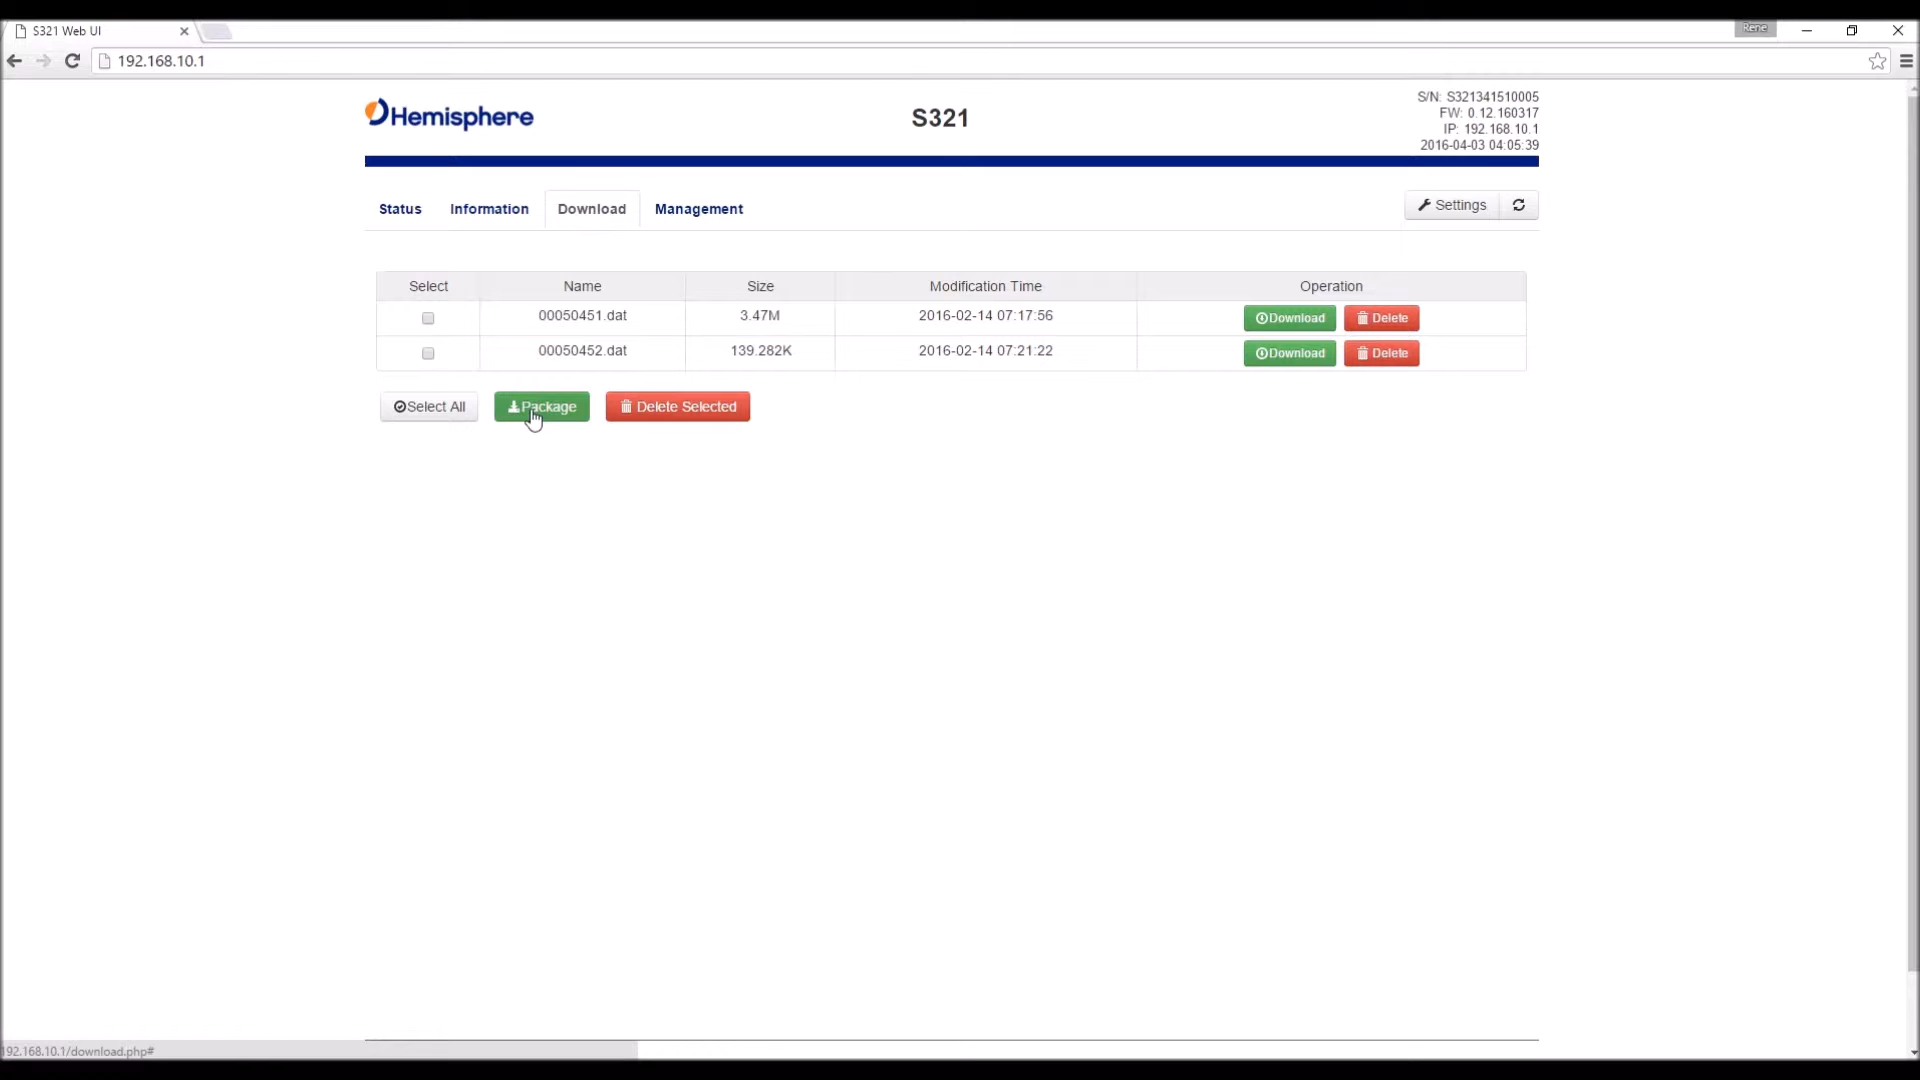 S321 Web UI
Rene
192.168.10.1
Hemisphere
S321
S/N: S321341510005
FW: 0.12.160317
IP: 192.168.10.1
2016-04-03 04:05:39
Status Information Download Management Settings
Select Name Size Modification Time Operation
00050451.dat 3.47M 2016-02-14 07:17:56 Download Delete
00050452.dat 139.282K 2016-02-14 07:21:22 Download Delete
Select All Package Delete Selected
192.168.10.1/download.php#